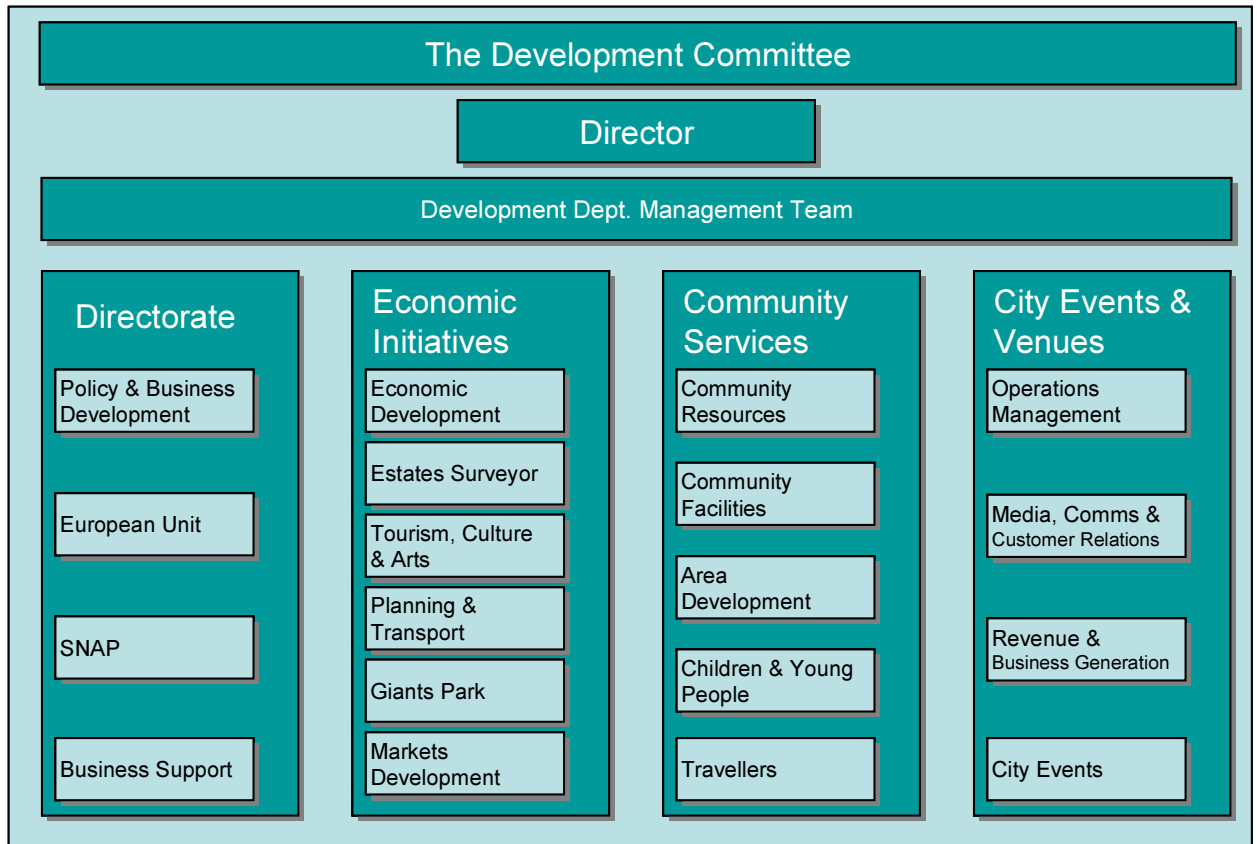 The Development Committee
Director
Development Dept. Management Team
Directorate
Policy & Business
Development
European Unit
SNAP
Business Support
Economic
Initiatives
Economic
Development
Estates Surveyor
Tourism, Culture
& Arts
Planning &
Transport
Giants Park
Markets
Development
Community
Services
Community
Resources
Community
Facilities
Area
Development
Children & Young
People
Travellers
City Events &
Venues
Operations
Management
Media, Comms &
Customer Relations
Revenue &
Business Generation
City Events